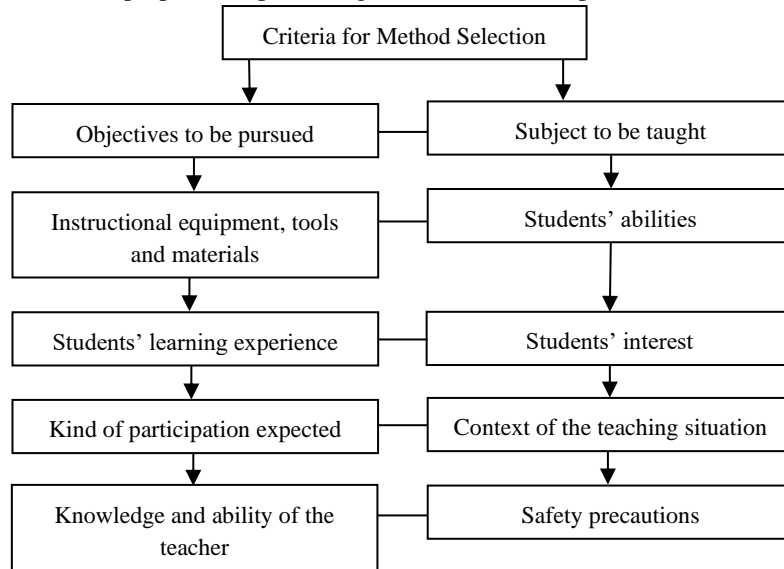 Criteria for Method Selection
Objectives to be pursued
Subject to be taught
Instructional equipment, tools
and materials
Students’ abilities
Students’ learning experience
Students’ interest
Kind of participation expected
Context of the teaching situation
Knowledge and ability of the
teacher
Safety precautions